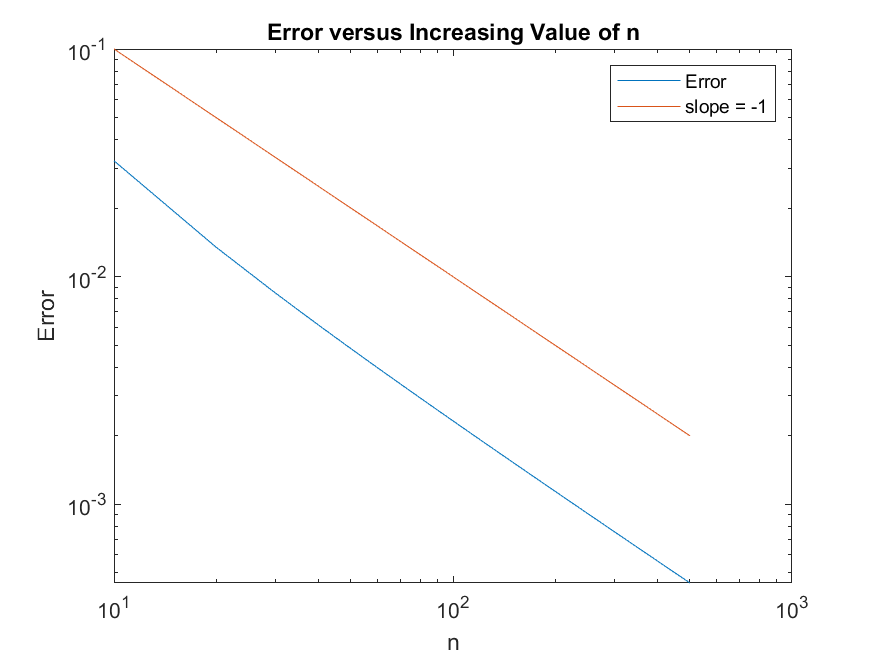 Error versus Increasing Value of n
Error
slope = -1
10^-1
10^-2
10^-3
Error
10^1
10^2
10^3
n